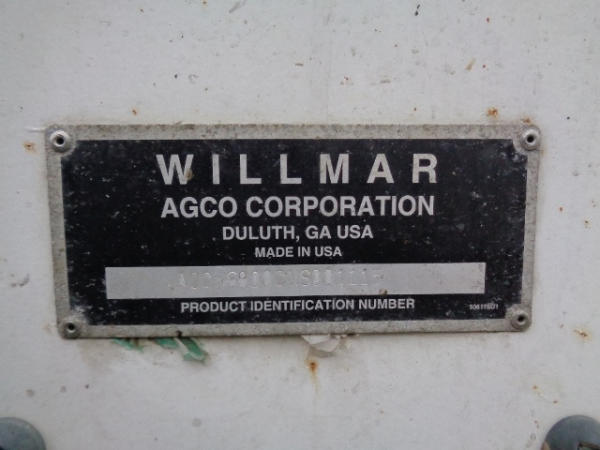 WILLMAR
AGCO CORPORATION
DULUTH, GA USA
MADE IN USA
PRODUCT IDENTIFICATION NUMBER